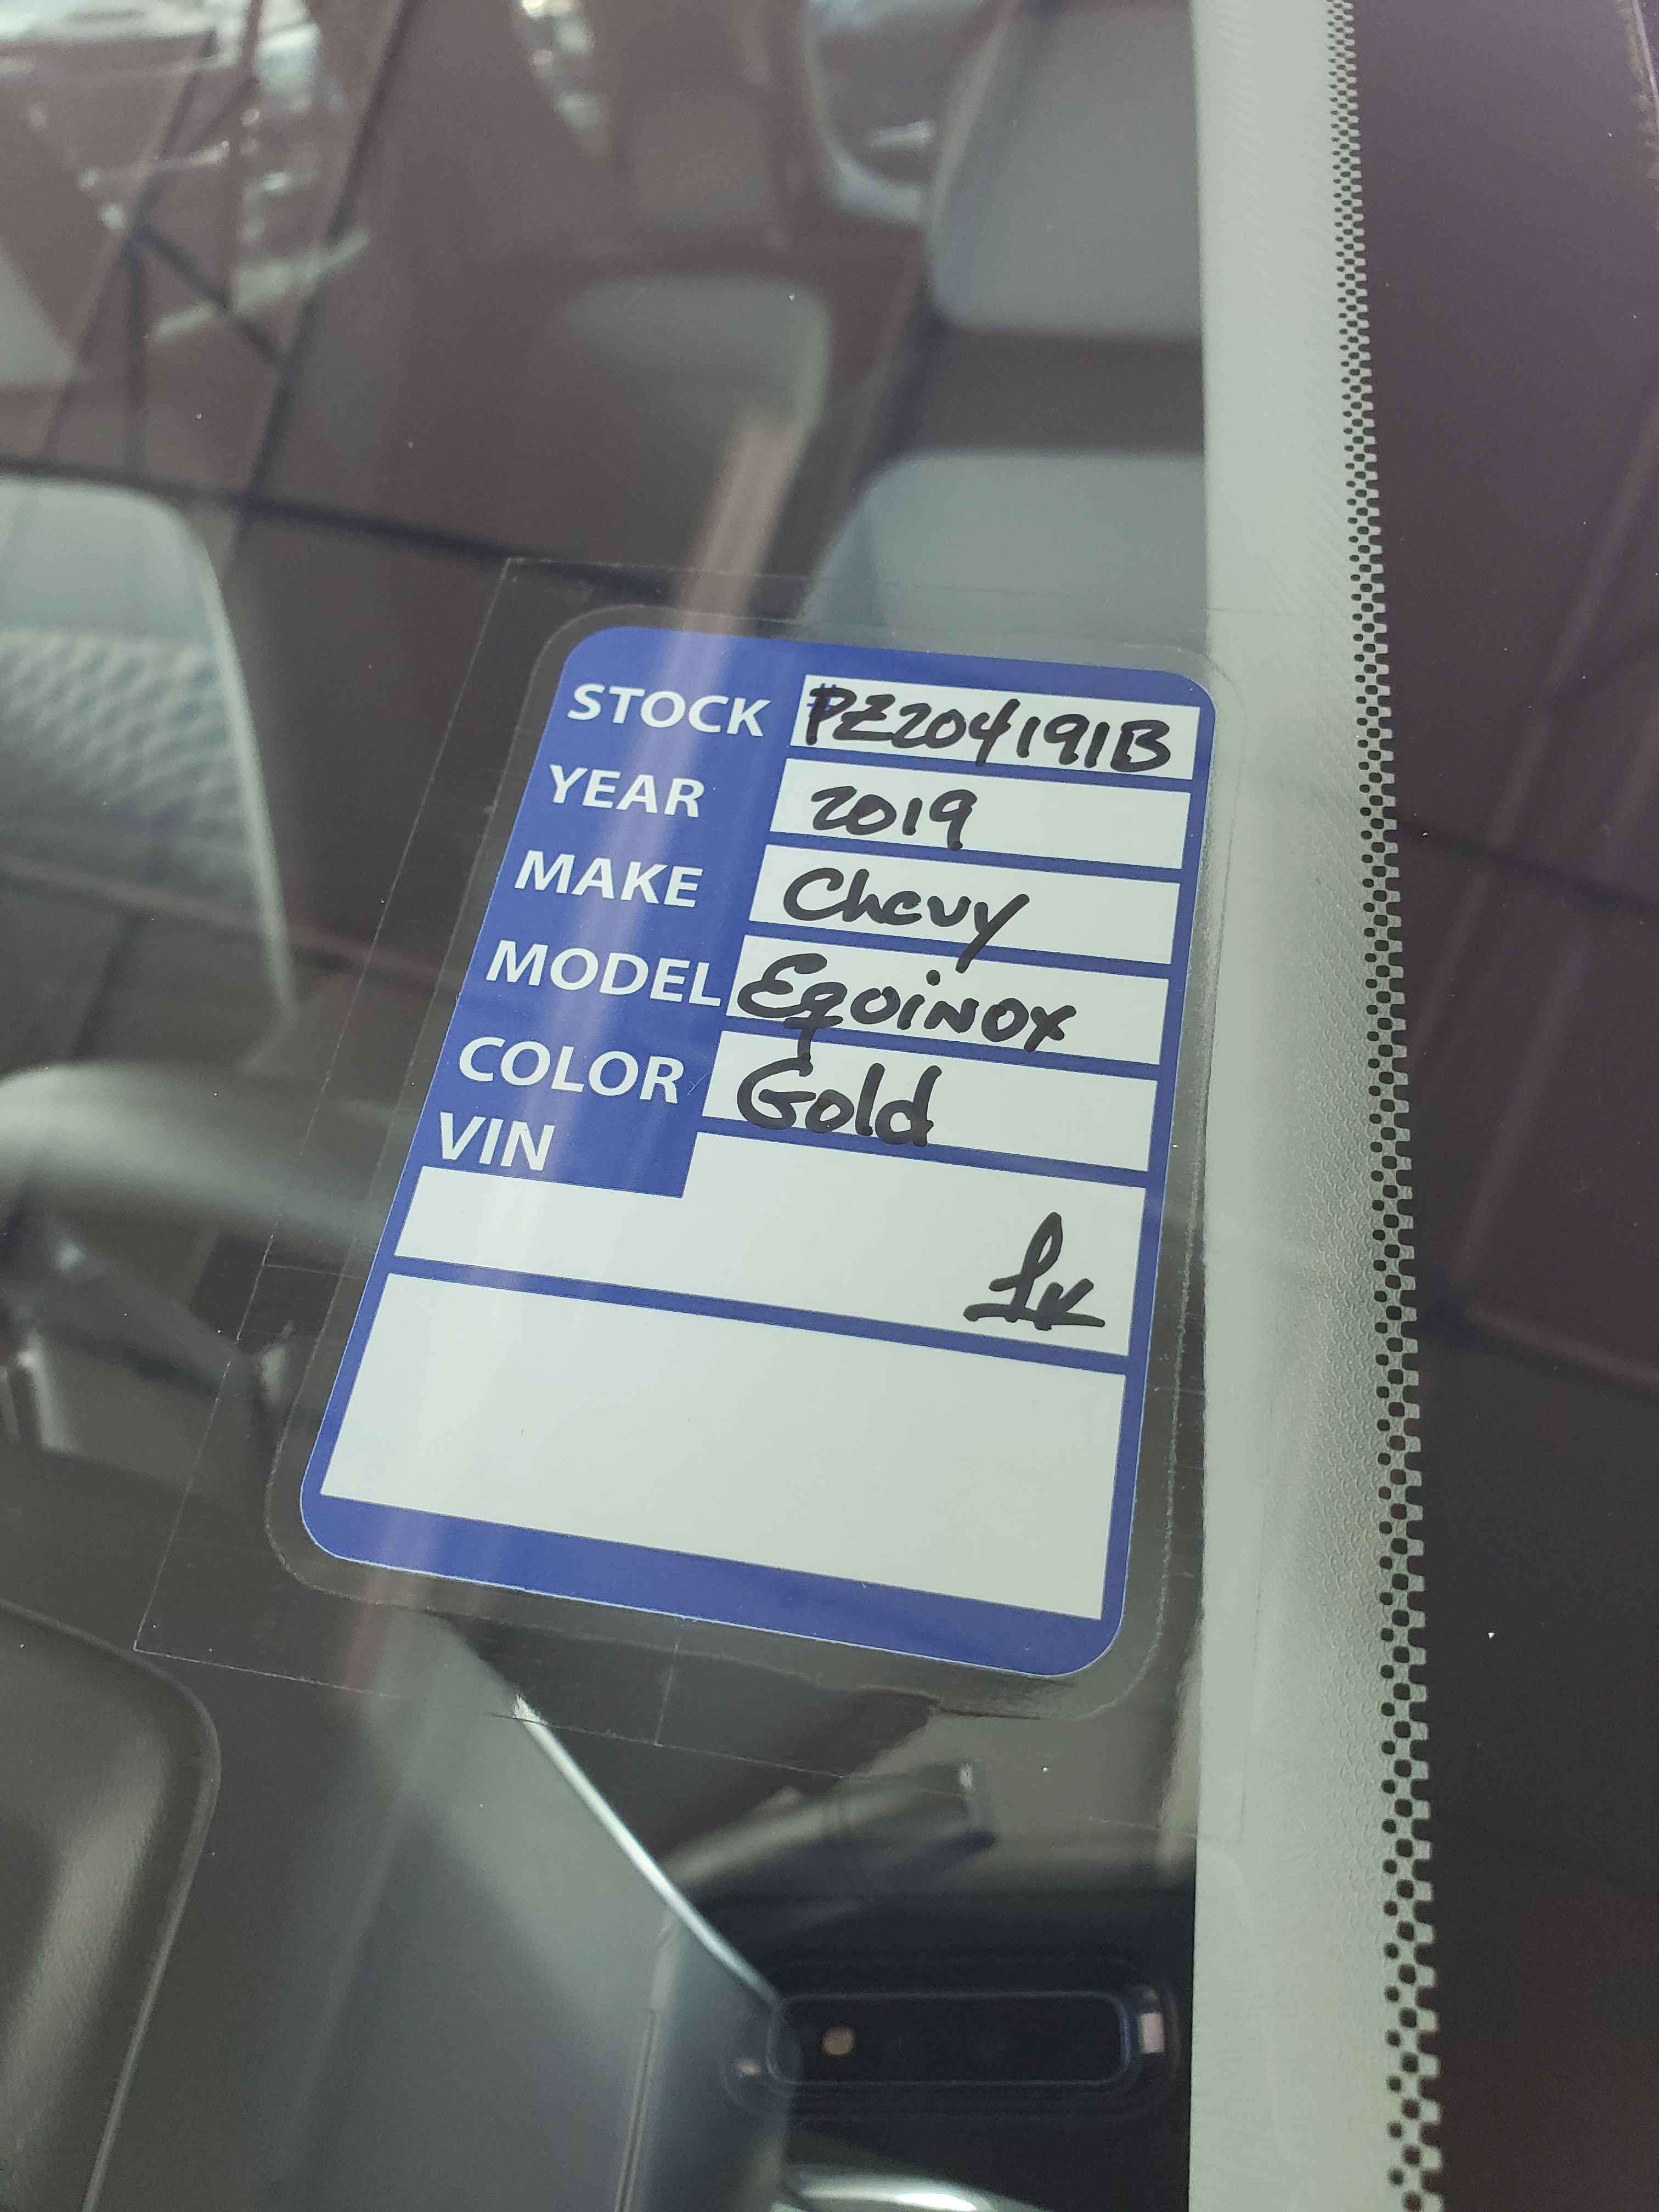 STOCK #PZ204191B
YEAR 2019
MAKE Chevy
MODEL Eqoinox
COLOR Gold
VIN